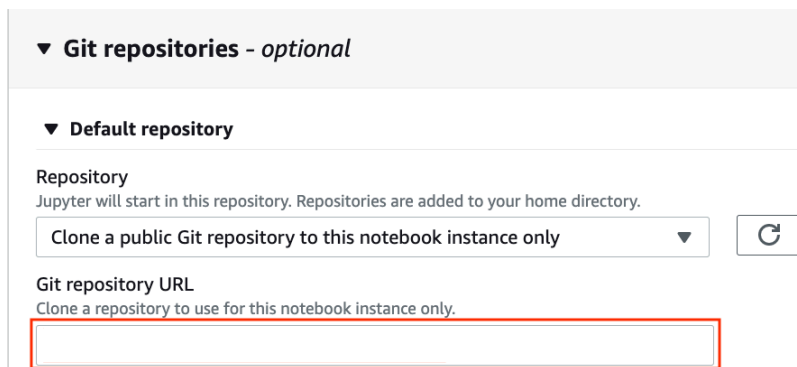 Git repositories - optional
Default repository
Repository
Jupyter will start in this repository. Repositories are added to your home directory.
Clone a public Git repository to this notebook instance only
Git repository URL
Clone a repository to use for this notebook instance only.